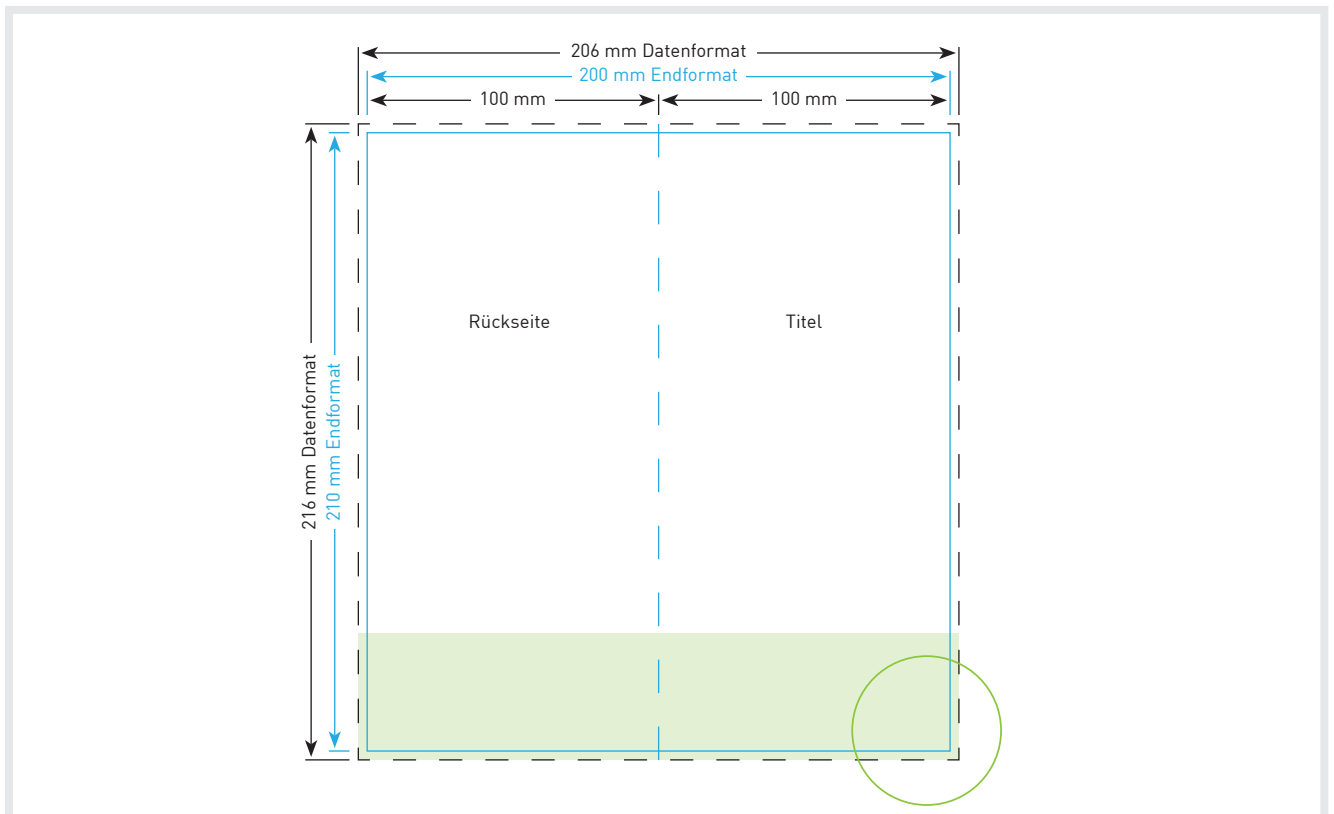 206 mm Datenformat
200 mm Endformat
100 mm
100 mm
Rückseite
Titel
216 mm Datenformat
210 mm Endformat